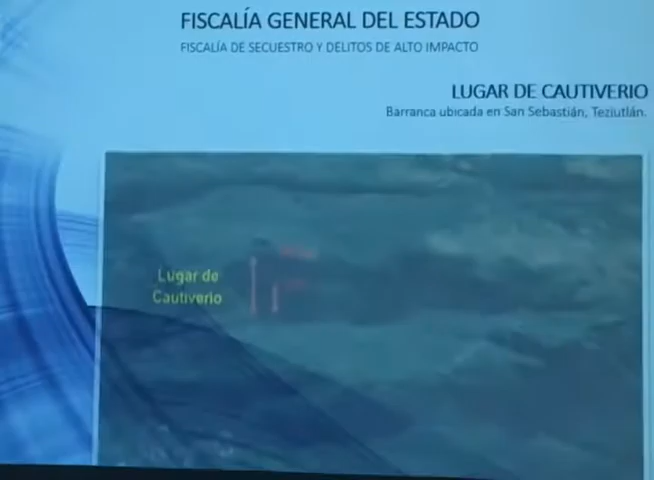 FISCALÍA GENERAL DEL ESTADO
FISCALÍA DE SECUESTRO Y DELITOS DE ALTO IMPACTO
LUGAR DE CAUTIVERIO
Barranca ubicada en San Sebastián, Teziutlán.
Lugar de
Cautiverio